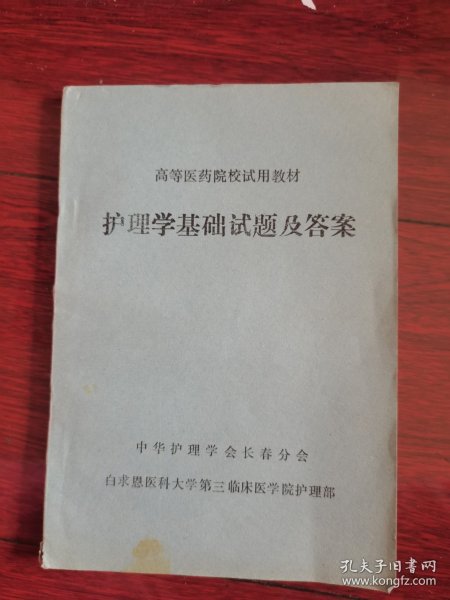 高等医药院校试用教材
护理学基础试题及答案
中华护理学会长春分会
白求恩医科大学第三临床医学院护理部
孔夫子旧书网
www.kongfz.com